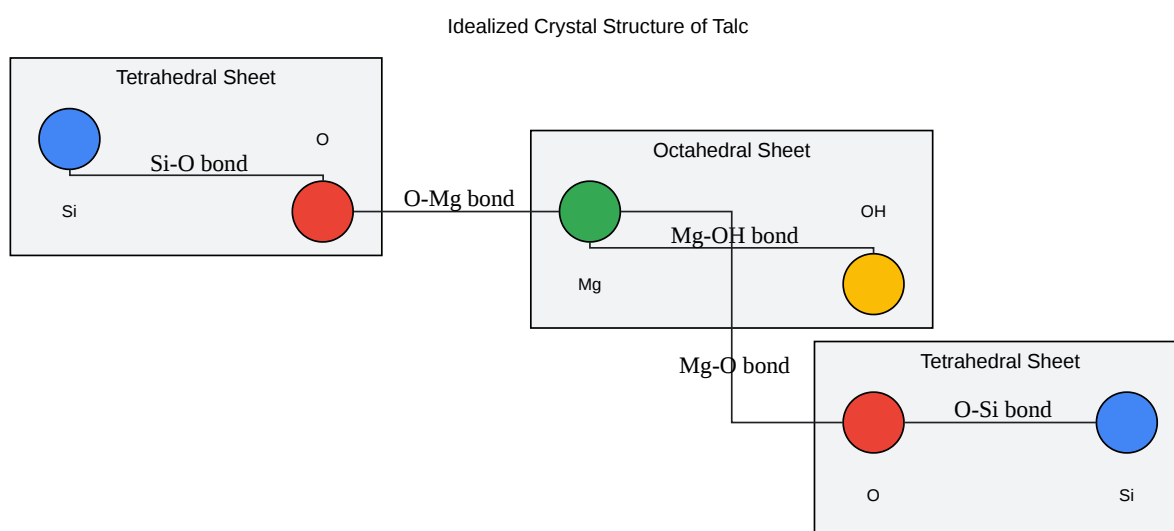 Idealized Crystal Structure of Talc
Tetrahedral Sheet
O
Si-O bond
Si
O-Mg bond
Octahedral Sheet
OH
Mg-OH bond
Mg
Mg-O bond
Tetrahedral Sheet
O-Si bond
O
Si